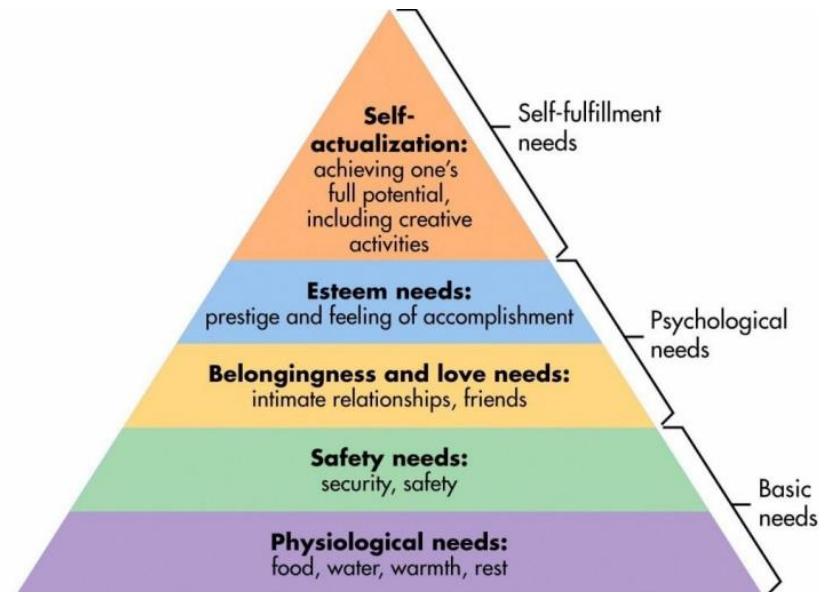 Self-
actualization:
achieving one's
full potential,
including creative
activities
Self-fulfillment
needs
Esteem needs:
prestige and feeling of accomplishment
Psychological
needs
Belongingness and love needs:
intimate relationships, friends
Safety needs:
security, safety
Basic
needs
Physiological needs:
food, water, warmth, rest